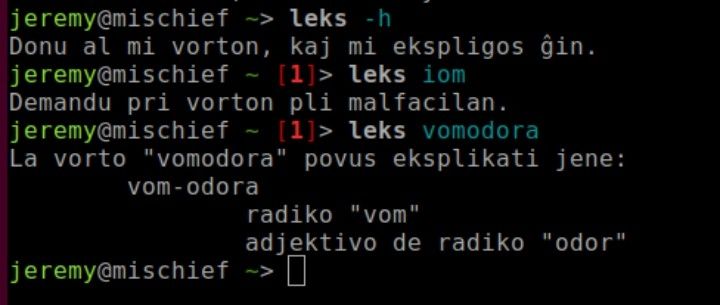 jeremy@mischief ~> leks -h
Donu al mi vorton, kaj mi ekspligos ĝin.
jeremy@mischief ~ [1]> leks iom
Demandu pri vorton pli malfacilan.
jeremy@mischief ~ [1]> leks vomodora
La vorto "vomodora" povus eksplikati jene:
vom-odora
radiko "vom"
adjektivo de radiko "odor"
jeremy@mischief ~>